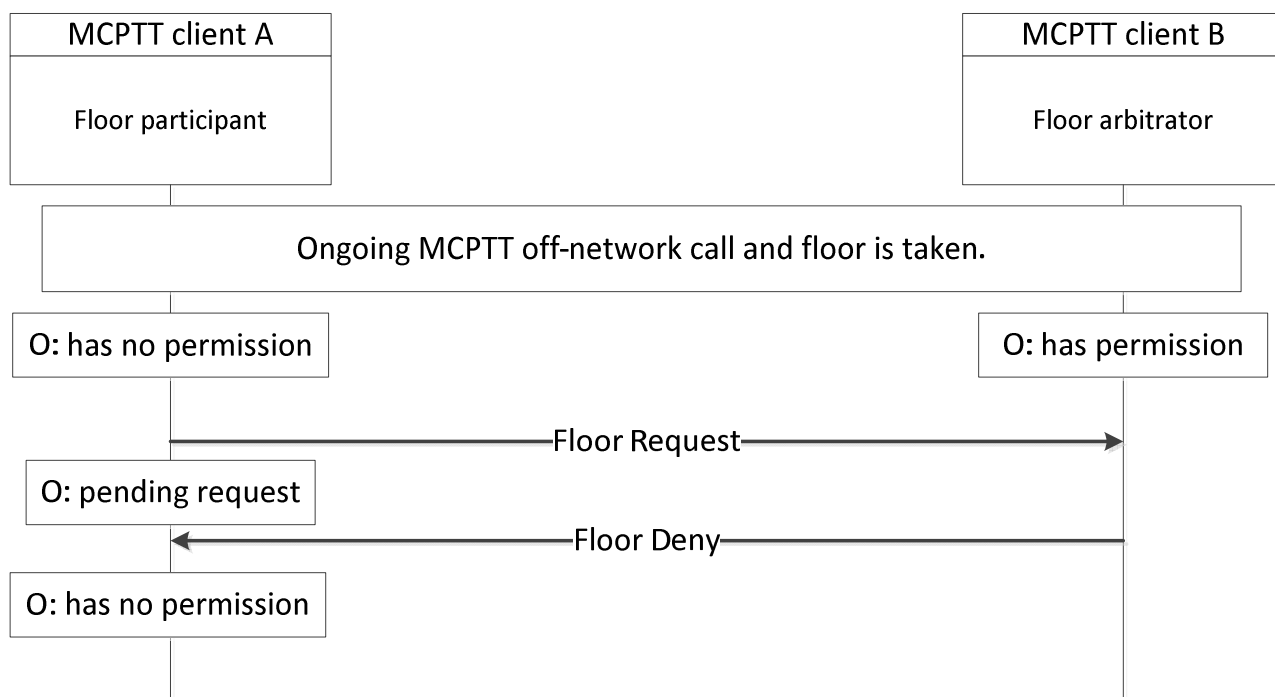 MCPTT client A
MCPTT client B
Floor participant
Floor arbitrator
Ongoing MCPTT off-network call and floor is taken.
O: has no permission
O: has permission
Floor Request
O: pending request
Floor Deny
O: has no permission